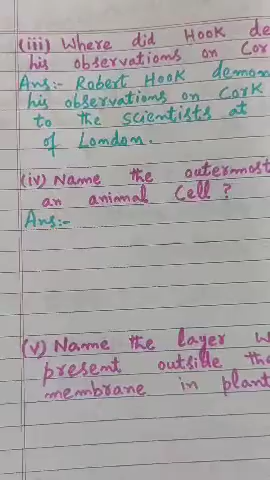 (iii) Where did Hook de
his observations on Cor
Ans:- Robert Hook demon
his observations on Cork
to the scientists at
of London.
(iv) Name the outermost
an animal Cell?
Ans:-
(v) Name the layer w
present outside the
membrane in plant